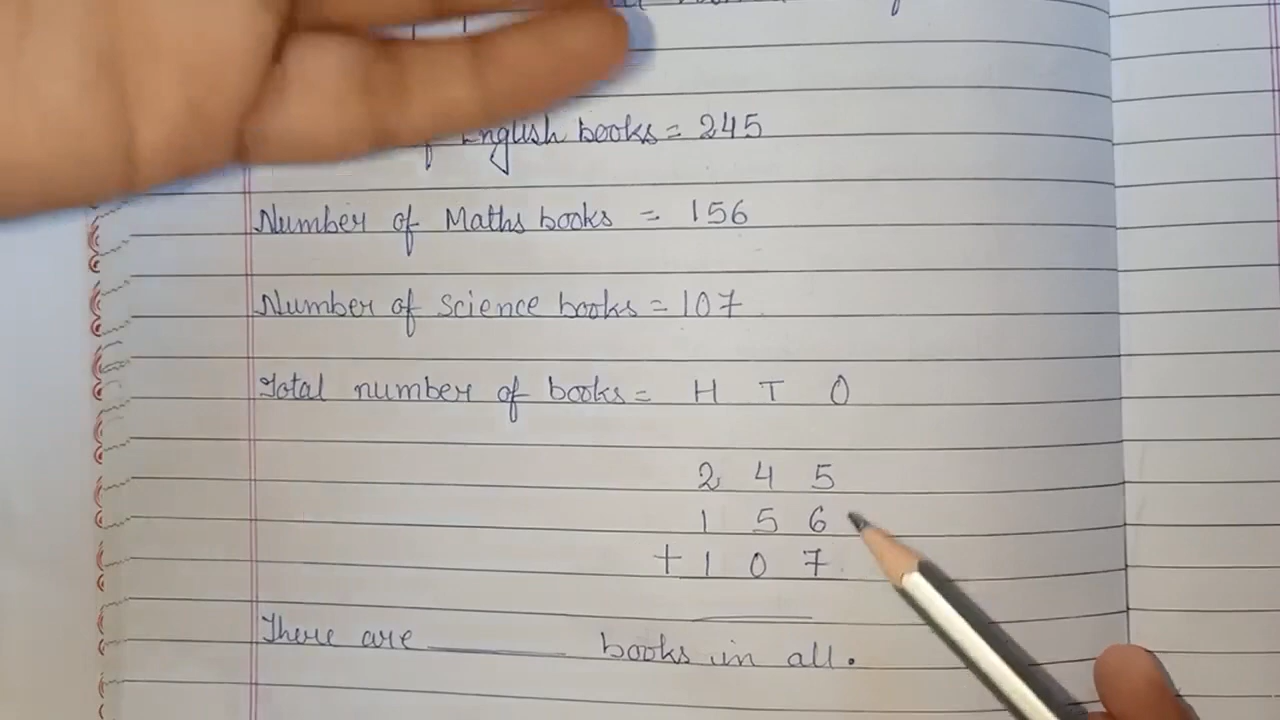 English books = 245
Number of Maths books = 156
Number of Science books = 107
Total number of books = H T O
2 4 5
1 5 6
+ 1 0 7
There are ______ books in all.